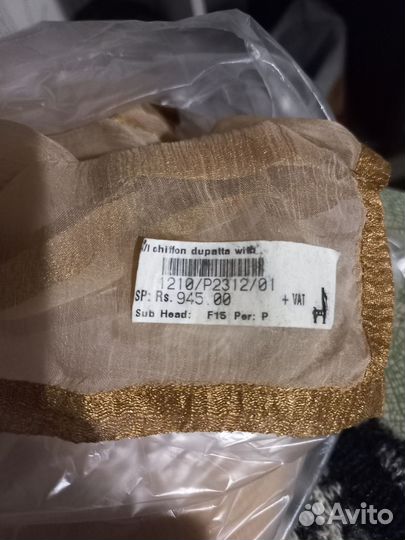 chiffon dupatta with
1210/P2312/01
SP: Rs. 945.00 + VAT
Sub Head: F15 Per: P
Avito